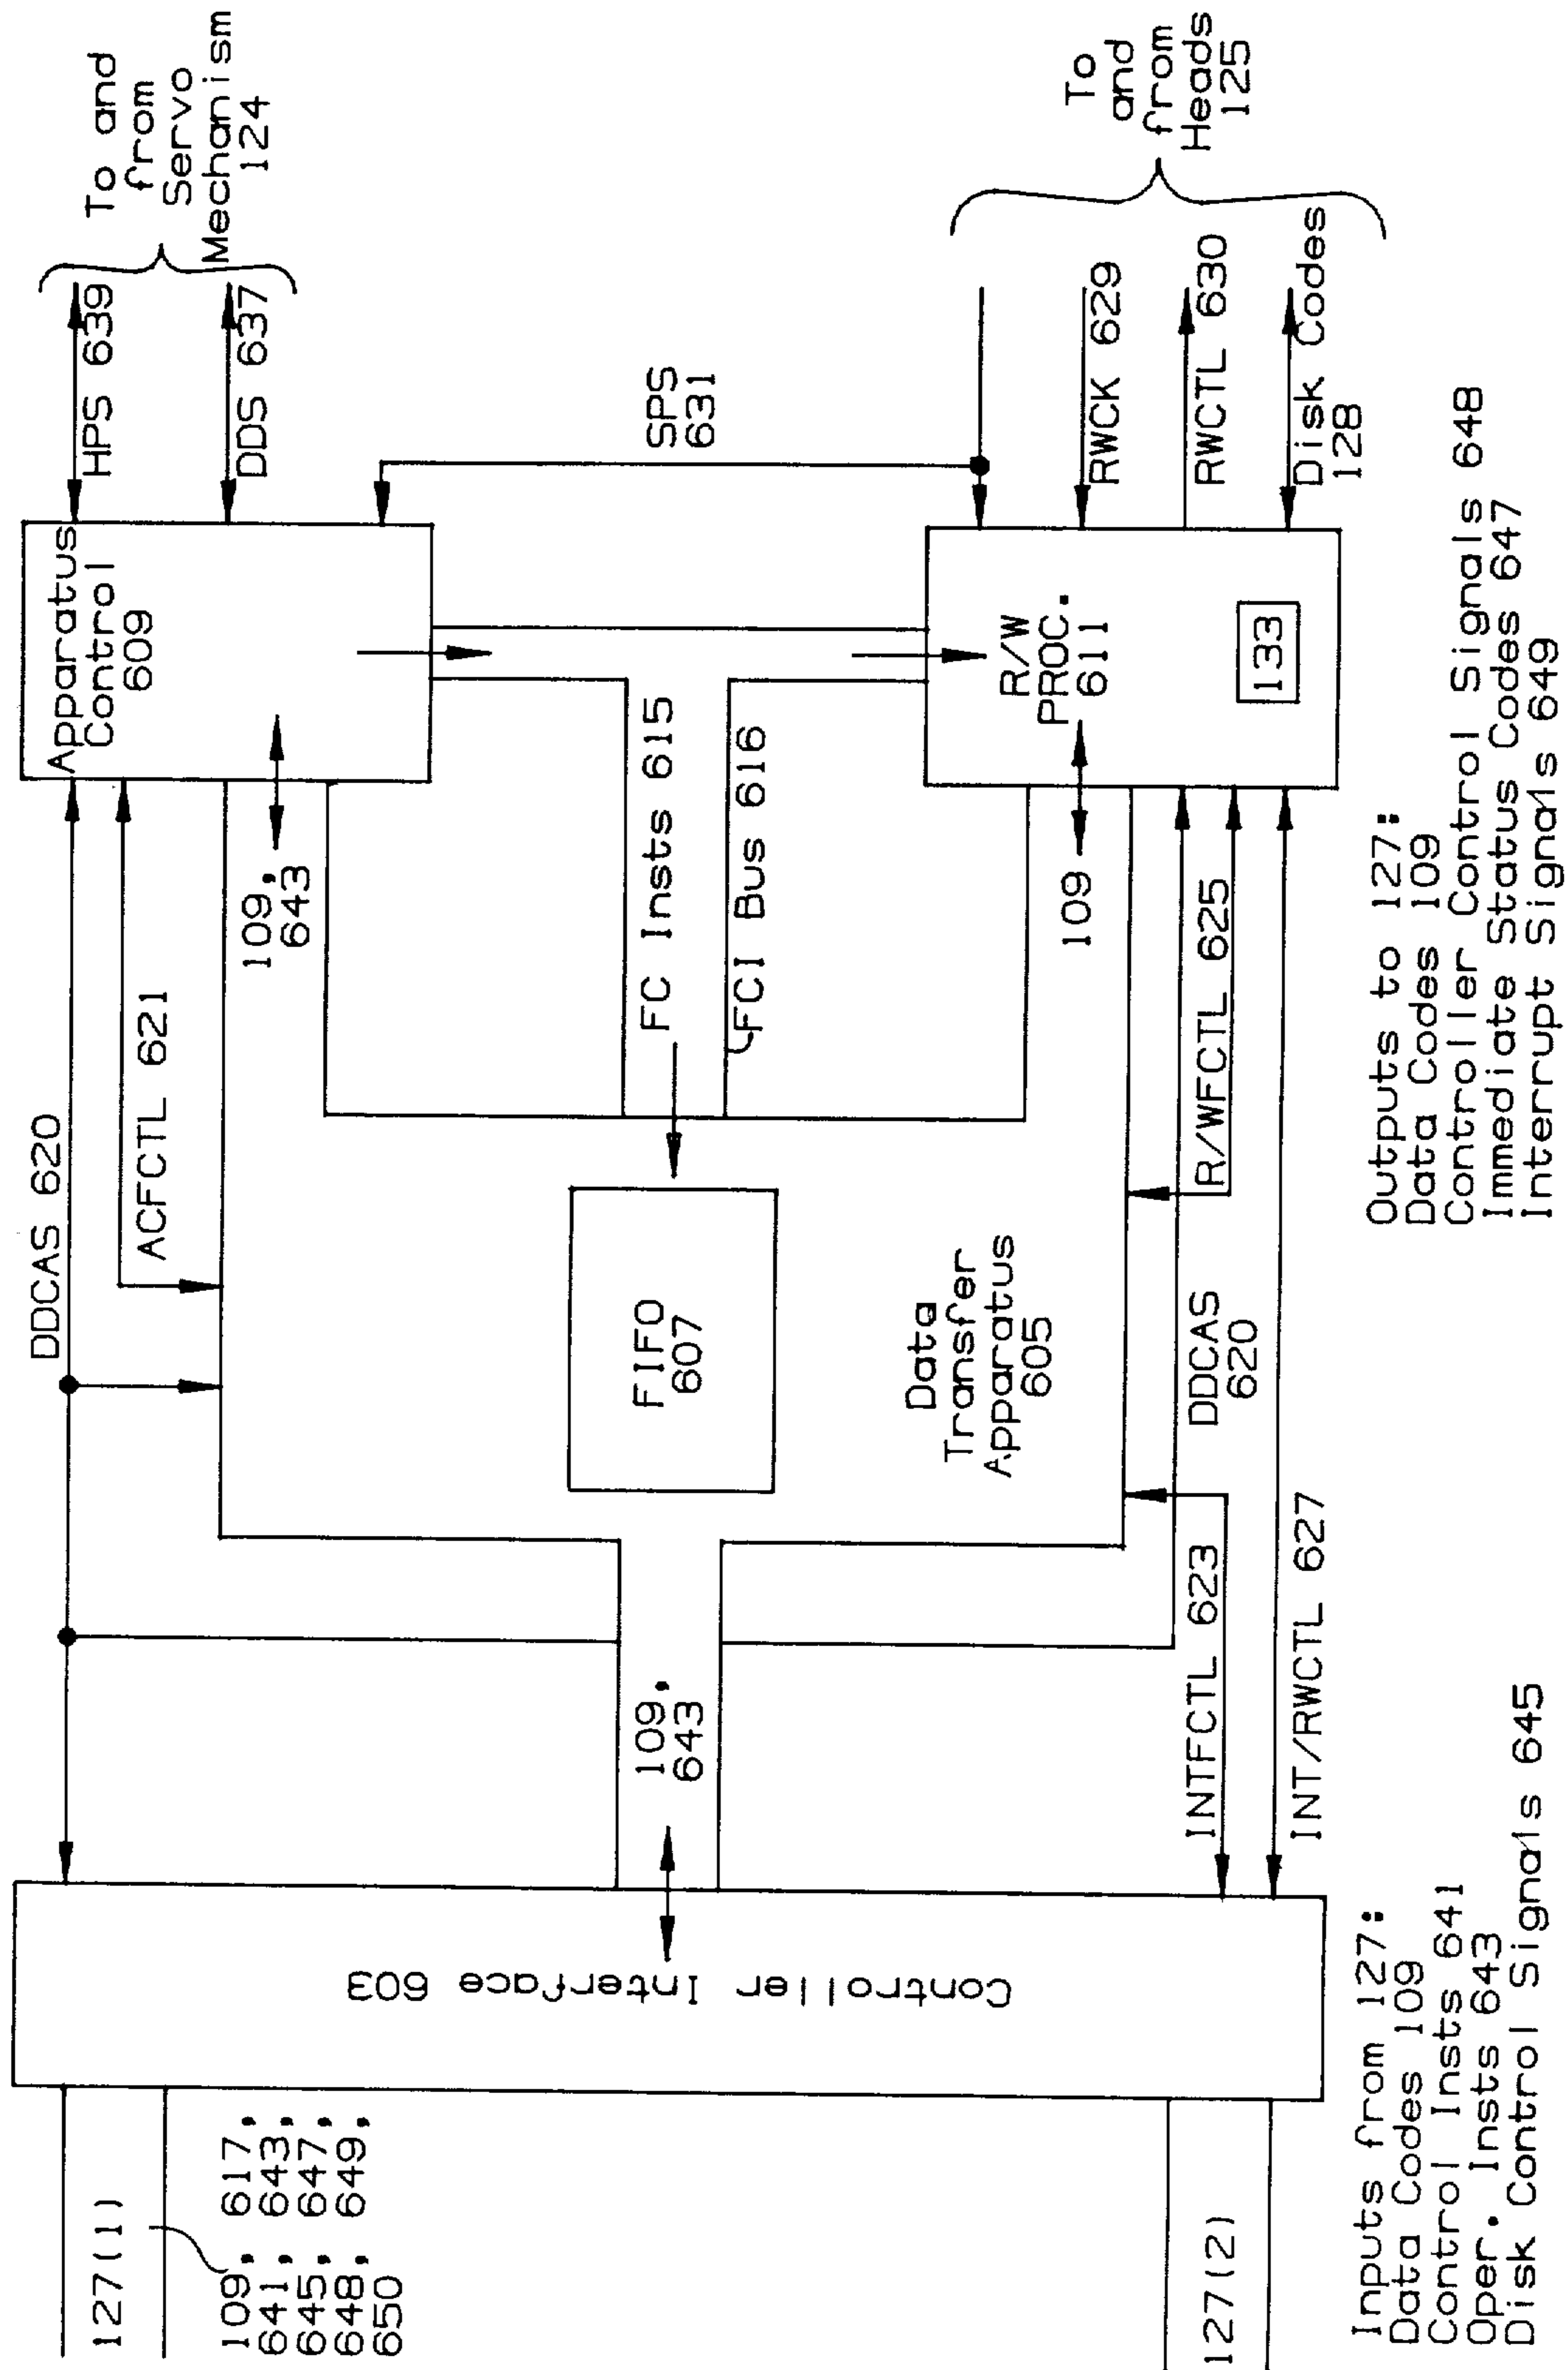 127(1)
109, 617,
641, 643,
645, 647,
648, 649,
650
127(2)
Controller Interface 603
DDCAS 620
ACFCTL 621
109,
643
FIFO
607
Data
Transfer
Apparatus
605
INTFCTL 623
DDCAS
620
R/WFCTL 625
INT/RWCTL 627
109,
643
FC Insts 615
FCI Bus 616
109
Apparatus
Control
609
R/W
PROC.
611
133
HPS 639
DDS 637
SPS
631
RWCK 629
RWCTL 630
Disk Codes
128
To and
from
Servo
Mechanism
124
To
and
from
Heads
125
Inputs from 127:
Data Codes 109
Control Insts 641
Oper. Insts 643
Disk Control Signals 645
Outputs to 127:
Data Codes 109
Controller Control Signals 648
Immediate Status Codes 647
Interrupt Signals 649